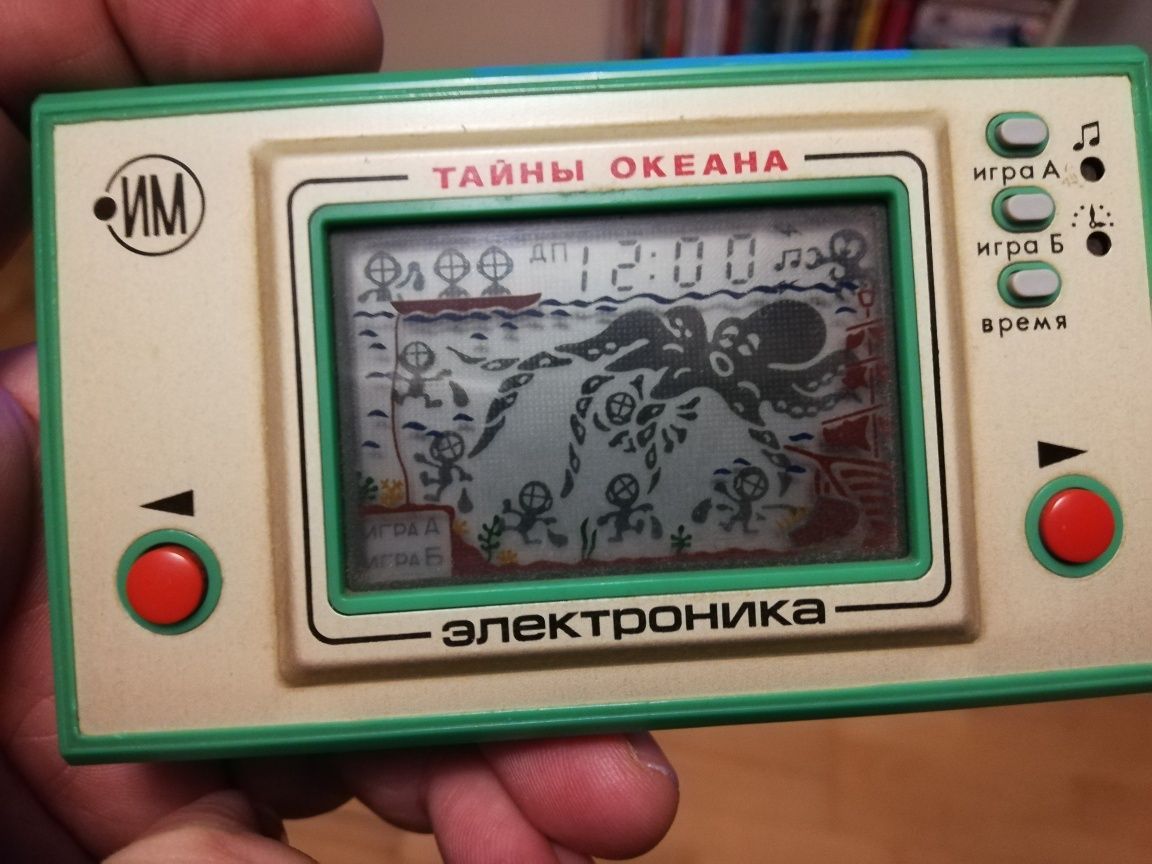 ИМ
ТАЙНЫ ОКЕАНА
ДП 12:00
ИГРА А
ИГРА Б
электроника
игра А
игра Б
время